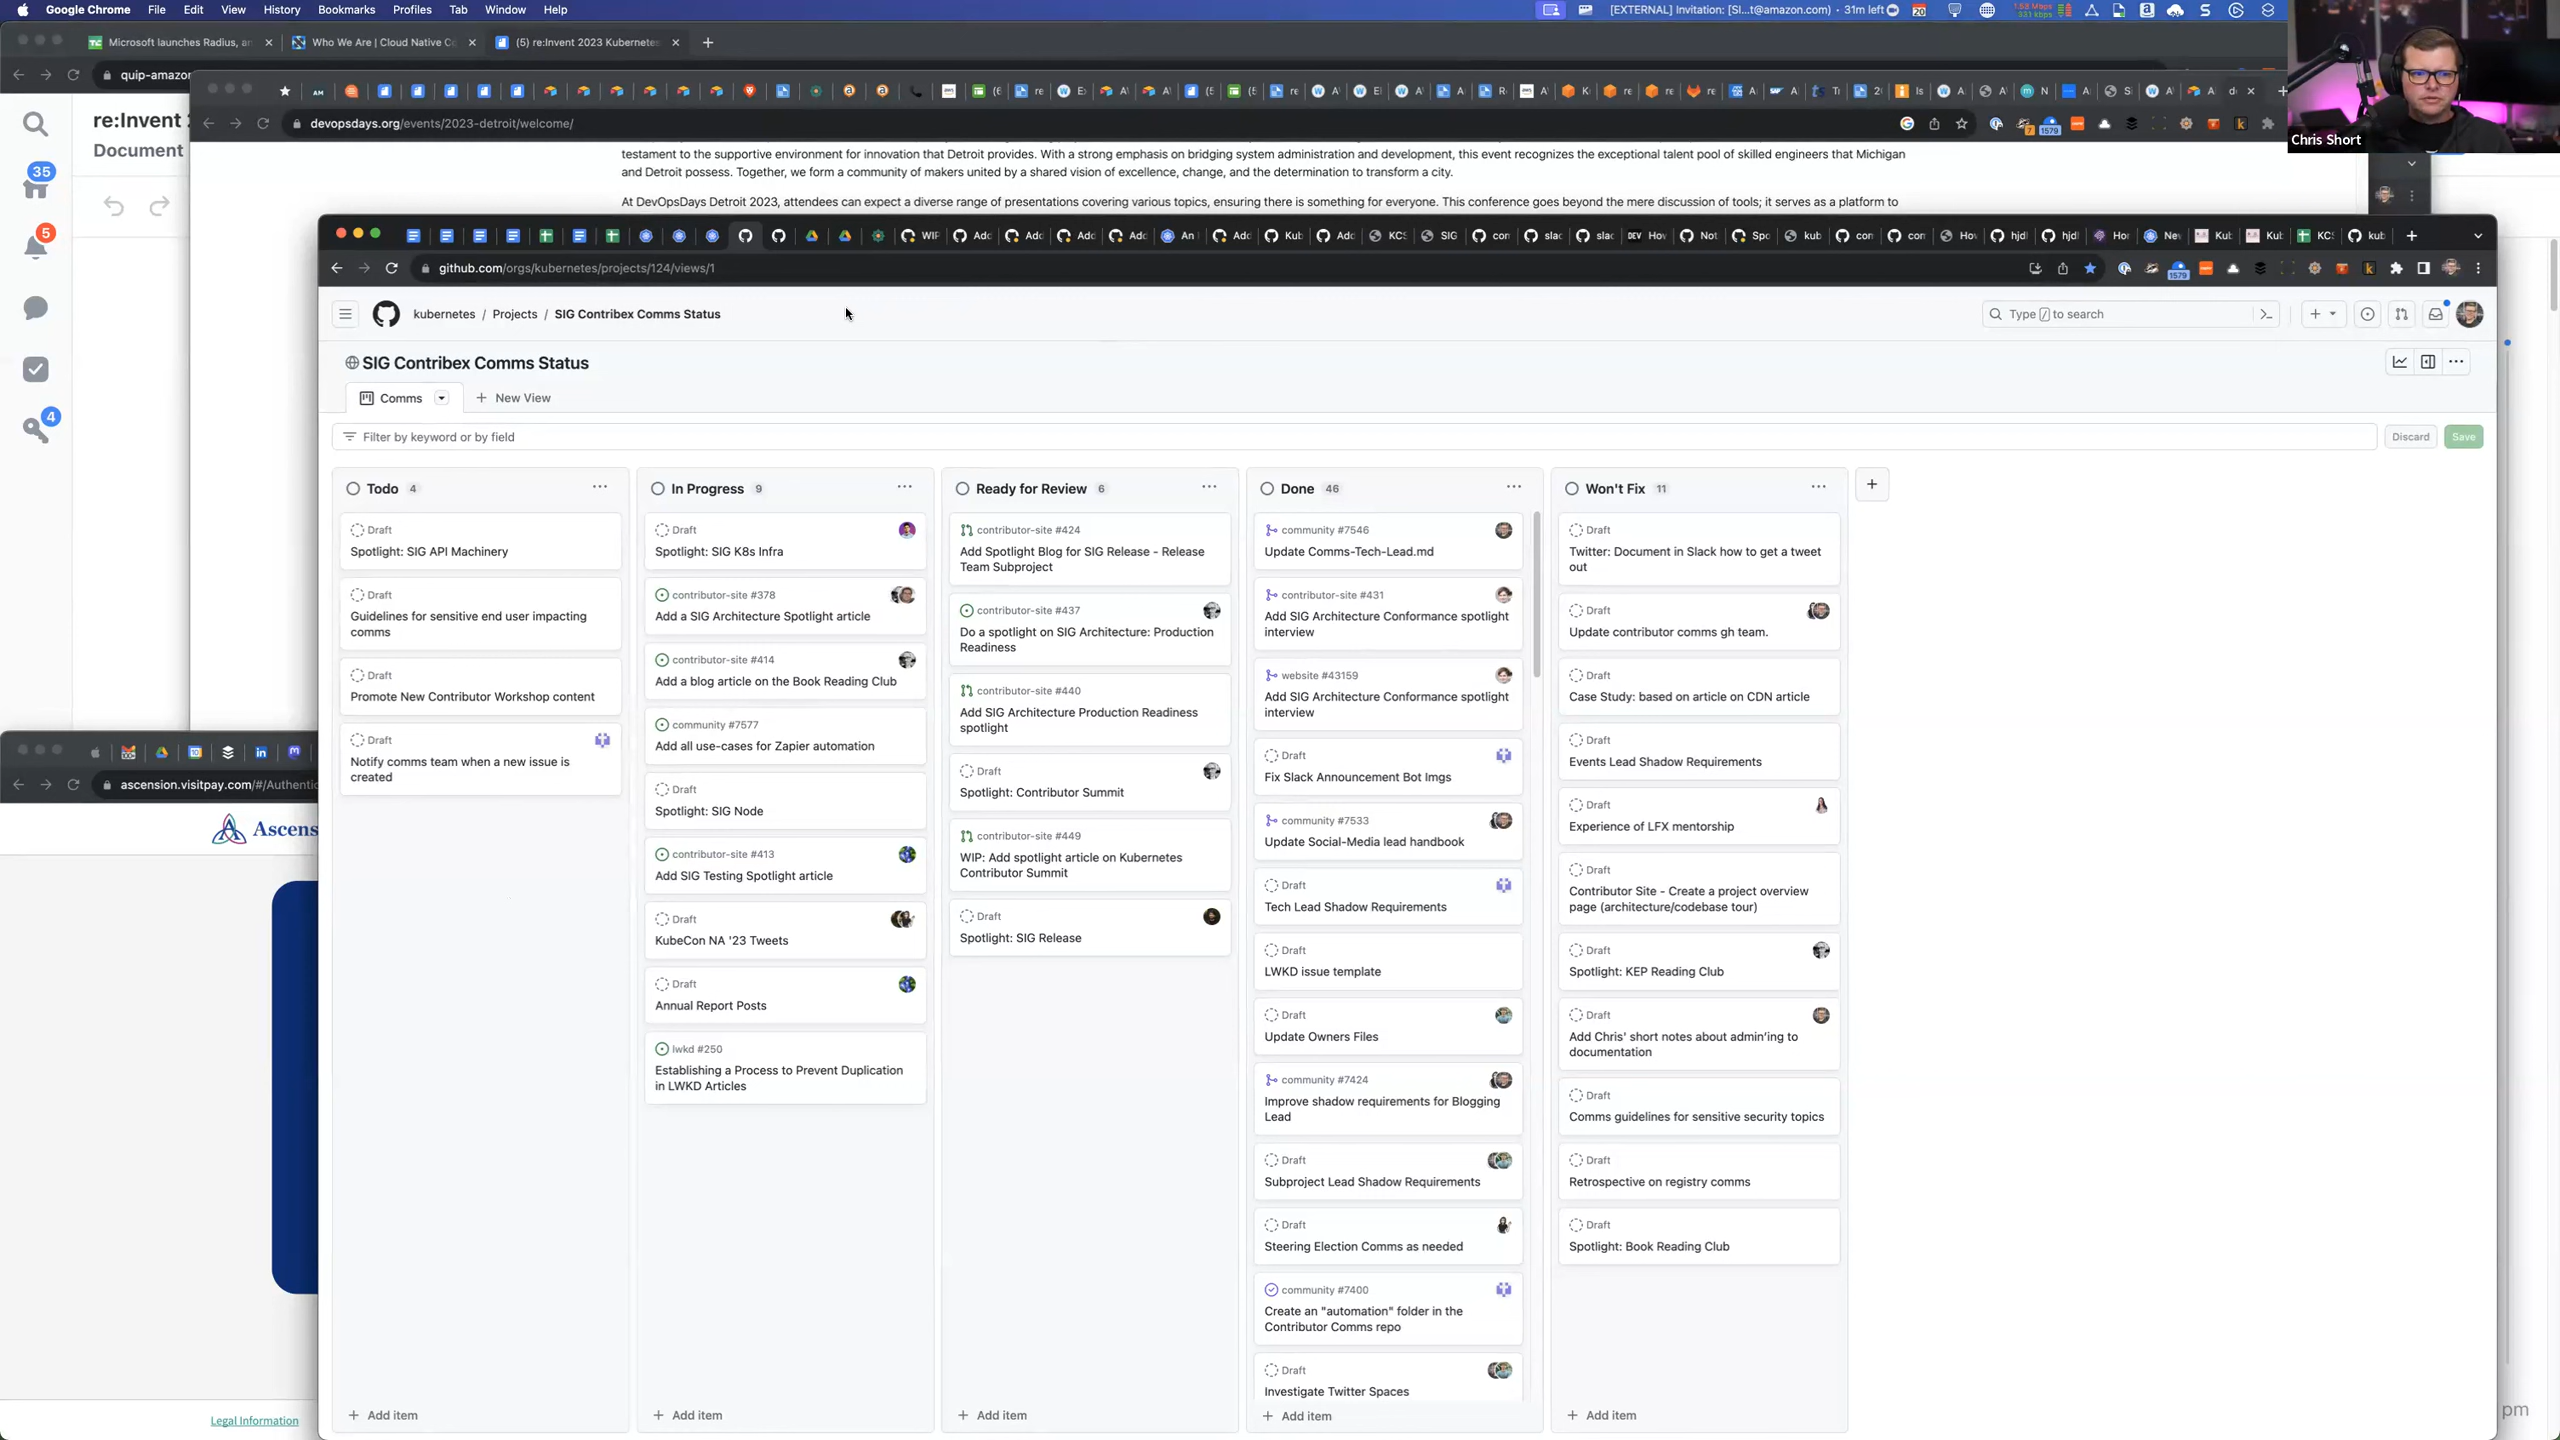 Google Chrome File Edit View History Bookmarks Profiles Tab Window Help
[EXTERNAL] Invitation: [SI...t@amazon.com) · 31m left
20
Microsoft launches Radius, an
Who We Are | Cloud Native C
(5) re:Invent 2023 Kubernete
quip-amazo
35
5
4
re:Invent
Document
devopsdays.org/events/2023-detroit/welcome/
1579
Chris Short
testament to the supportive environment for innovation that Detroit provides. With a strong emphasis on bridging system administration and development, this event recognizes the exceptional talent pool of skilled engineers that Michigan
and Detroit possess. Together, we form a community of makers united by a shared vision of excellence, change, and the determination to transform a city.
At DevOpsDays Detroit 2023, attendees can expect a diverse range of presentations covering various topics, ensuring there is something for everyone. This conference goes beyond the mere discussion of tools; it serves as a platform to
github.com/orgs/kubernetes/projects/124/views/1
1579
kubernetes / Projects / SIG Contribex Comms Status
Type / to search
SIG Contribex Comms Status
Comms
New View
Filter by keyword or by field
Discard
Save
Todo 4
Draft
Spotlight: SIG API Machinery
Draft
Guidelines for sensitive end user impacting
comms
Draft
Promote New Contributor Workshop content
Draft
Notify comms team when a new issue is
created
Add item
In Progress 9
Draft
Spotlight: SIG K8s Infra
contributor-site #378
Add a SIG Architecture Spotlight article
contributor-site #414
Add a blog article on the Book Reading Club
community #7577
Add all use-cases for Zapier automation
Draft
Spotlight: SIG Node
contributor-site #413
Add SIG Testing Spotlight article
Draft
KubeCon NA '23 Tweets
Draft
Annual Report Posts
lwkd #250
Establishing a Process to Prevent Duplication
in LWKD Articles
Add item
Ready for Review 6
contributor-site #424
Add Spotlight Blog for SIG Release - Release
Team Subproject
contributor-site #437
Do a spotlight on SIG Architecture: Production
Readiness
contributor-site #440
Add SIG Architecture Production Readiness
spotlight
Draft
Spotlight: Contributor Summit
contributor-site #449
WIP: Add spotlight article on Kubernetes
Contributor Summit
Draft
Spotlight: SIG Release
Add item
Done 46
community #7546
Update Comms-Tech-Lead.md
contributor-site #431
Add SIG Architecture Conformance spotlight
interview
website #43159
Add SIG Architecture Conformance spotlight
interview
Draft
Fix Slack Announcement Bot Imgs
community #7533
Update Social-Media lead handbook
Draft
Tech Lead Shadow Requirements
Draft
LWKD issue template
Draft
Update Owners Files
community #7424
Improve shadow requirements for Blogging
Lead
Draft
Subproject Lead Shadow Requirements
Draft
Steering Election Comms as needed
community #7400
Create an "automation" folder in the
Contributor Comms repo
Draft
Investigate Twitter Spaces
Add item
Won't Fix 11
Draft
Twitter: Document in Slack how to get a tweet
out
Draft
Update contributor comms gh team.
Draft
Case Study: based on article on CDN article
Draft
Events Lead Shadow Requirements
Draft
Experience of LFX mentorship
Draft
Contributor Site - Create a project overview
page (architecture/codebase tour)
Draft
Spotlight: KEP Reading Club
Draft
Add Chris' short notes about admin'ing to
documentation
Draft
Comms guidelines for sensitive security topics
Draft
Retrospective on registry comms
Draft
Spotlight: Book Reading Club
Add item
ascension.visitpay.com/#/Authentic
Ascens
Legal Information
pm